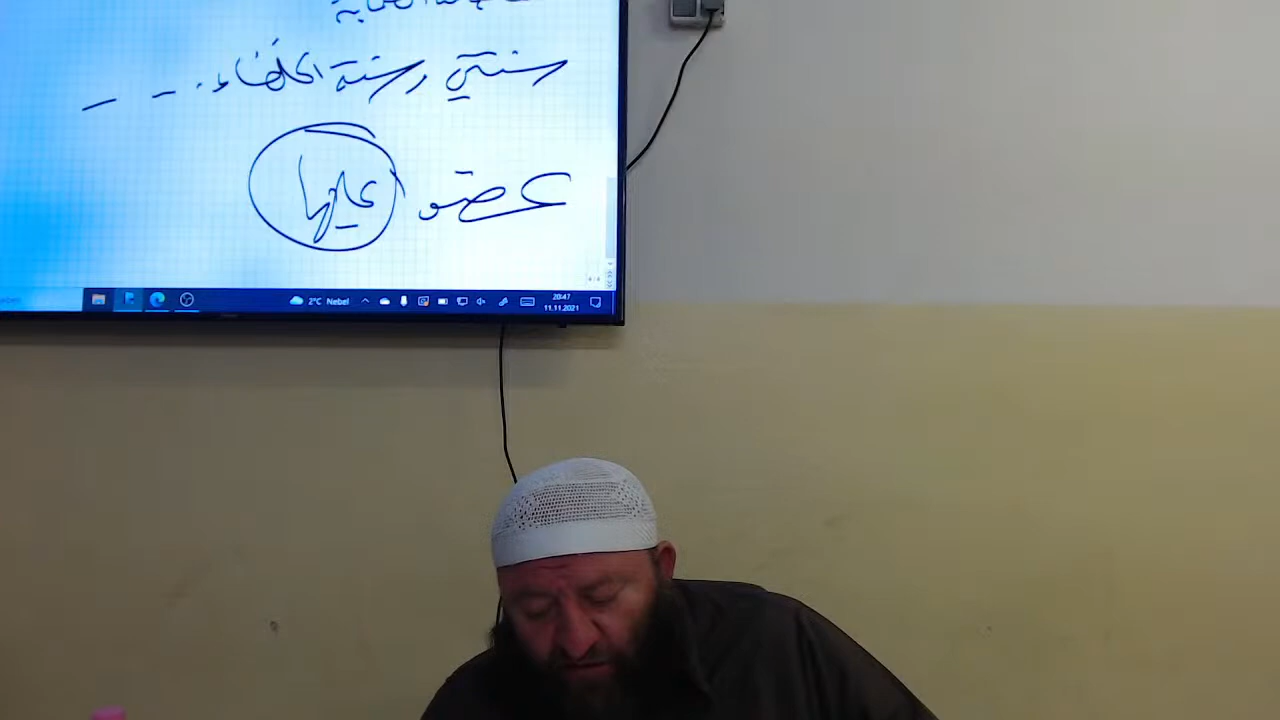 سنتي وسنة الخلفاء . - -
عضو عليها
2°C Nebel
20:47
11.11.2021